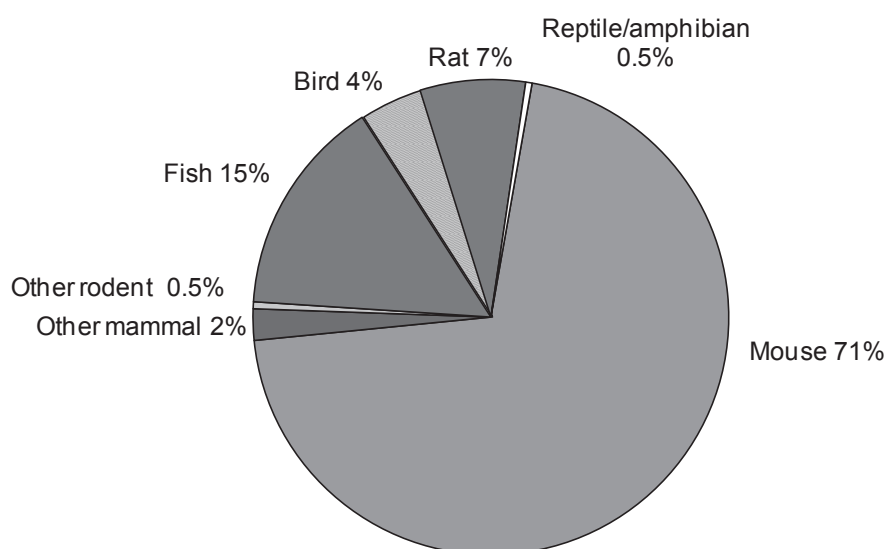 Reptile/amphibian
0.5%
Rat 7%
Bird 4%
Fish 15%
Other rodent 0.5%
Other mammal 2%
Mouse 71%